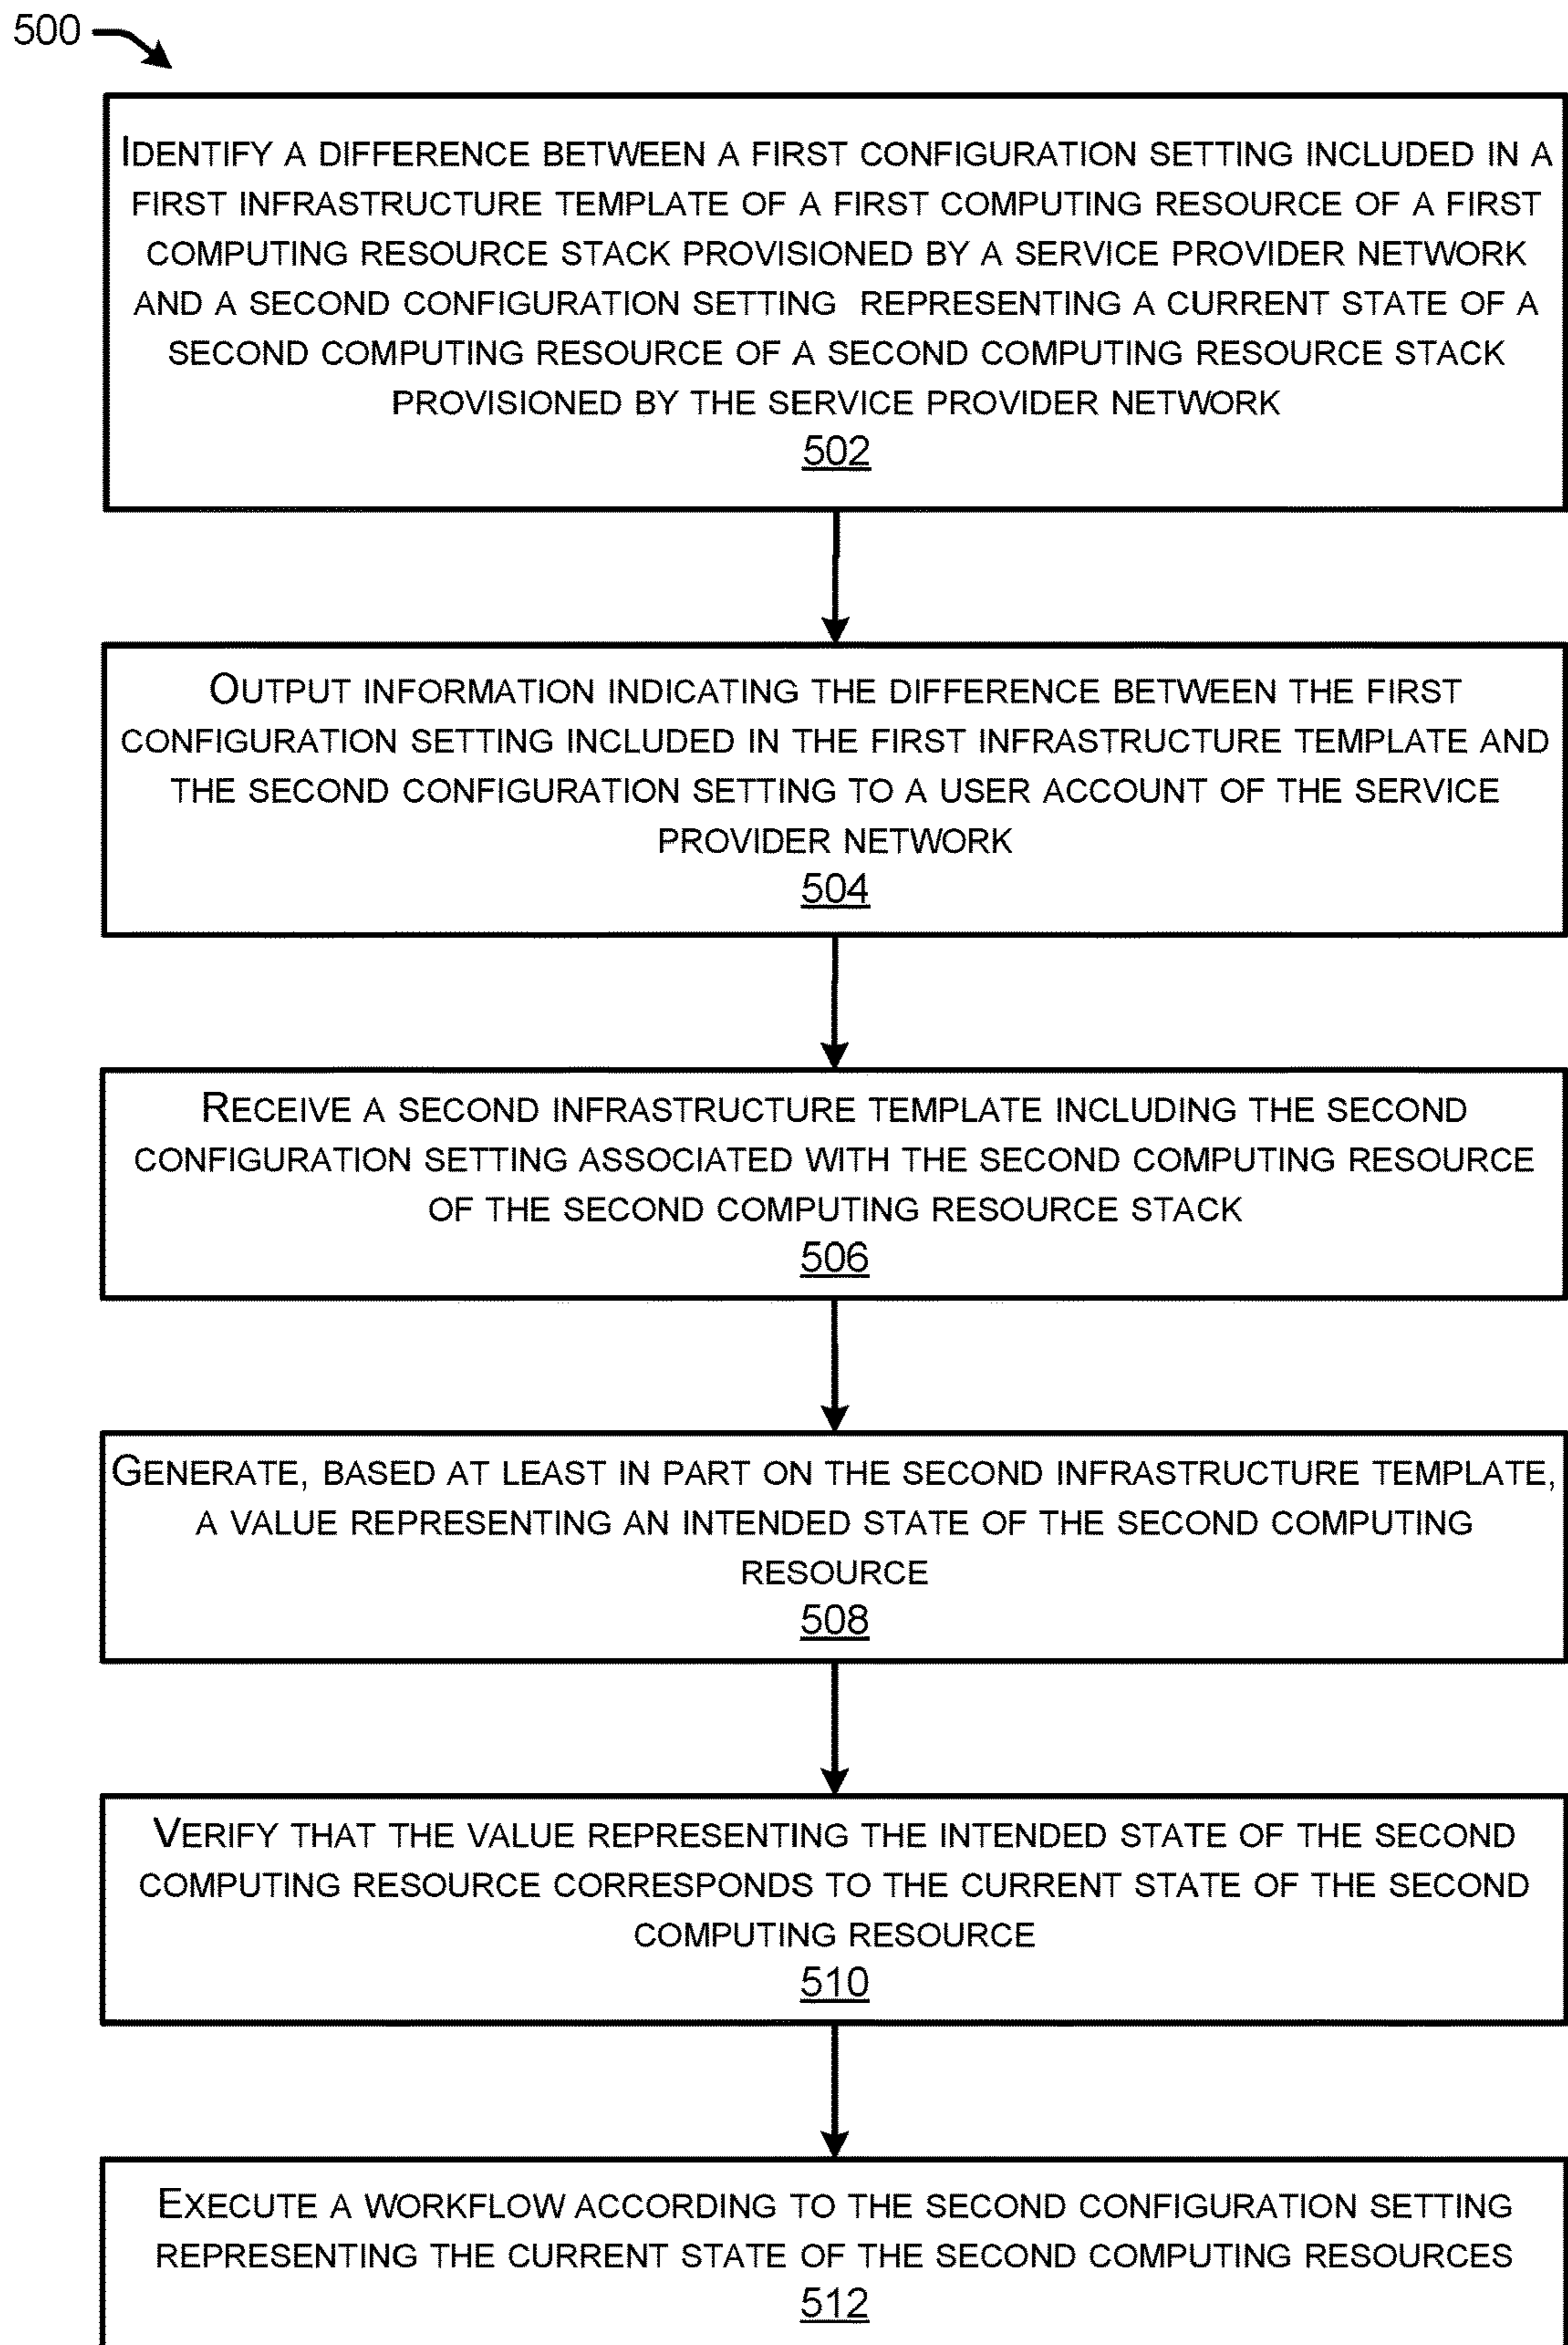 500
IDENTIFY A DIFFERENCE BETWEEN A FIRST CONFIGURATION SETTING INCLUDED IN A
FIRST INFRASTRUCTURE TEMPLATE OF A FIRST COMPUTING RESOURCE OF A FIRST
COMPUTING RESOURCE STACK PROVISIONED BY A SERVICE PROVIDER NETWORK
AND A SECOND CONFIGURATION SETTING REPRESENTING A CURRENT STATE OF A
SECOND COMPUTING RESOURCE OF A SECOND COMPUTING RESOURCE STACK
PROVISIONED BY THE SERVICE PROVIDER NETWORK
502
OUTPUT INFORMATION INDICATING THE DIFFERENCE BETWEEN THE FIRST
CONFIGURATION SETTING INCLUDED IN THE FIRST INFRASTRUCTURE TEMPLATE AND
THE SECOND CONFIGURATION SETTING TO A USER ACCOUNT OF THE SERVICE
PROVIDER NETWORK
504
RECEIVE A SECOND INFRASTRUCTURE TEMPLATE INCLUDING THE SECOND
CONFIGURATION SETTING ASSOCIATED WITH THE SECOND COMPUTING RESOURCE
OF THE SECOND COMPUTING RESOURCE STACK
506
GENERATE, BASED AT LEAST IN PART ON THE SECOND INFRASTRUCTURE TEMPLATE,
A VALUE REPRESENTING AN INTENDED STATE OF THE SECOND COMPUTING
RESOURCE
508
VERIFY THAT THE VALUE REPRESENTING THE INTENDED STATE OF THE SECOND
COMPUTING RESOURCE CORRESPONDS TO THE CURRENT STATE OF THE SECOND
COMPUTING RESOURCE
510
EXECUTE A WORKFLOW ACCORDING TO THE SECOND CONFIGURATION SETTING
REPRESENTING THE CURRENT STATE OF THE SECOND COMPUTING RESOURCES
512